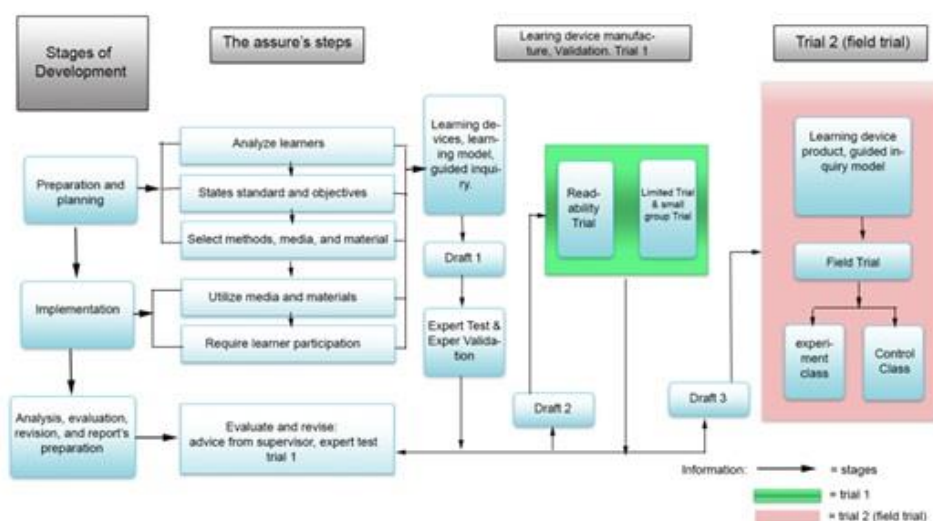 Stages of
Development
The assure's steps
Learing device manufac-
ture, Validation. Trial 1
Trial 2 (field trial)
Preparation and
planning
Implementation
Analysis, evaluation,
revision, and report's
preparation
Analyze learners
States standard and objectives
Select methods, media, and material
Utilize media and materials
Require learner participation
Evaluate and revise:
advice from supervisor, expert test
trial 1
Learning de-
vices, learn-
ing model,
guided inqu-
iry.
Draft 1
Expert Test &
Exper Valida-
tion
Draft 2
Read-
ability
Trial
Limited Trial
& small
group Trial
Draft 3
Learning device
product, guided in-
quiry model
Field Trial
experi-
ment
class
Control
Class
Information:
= stages
= trial 1
= trial 2 (field trial)